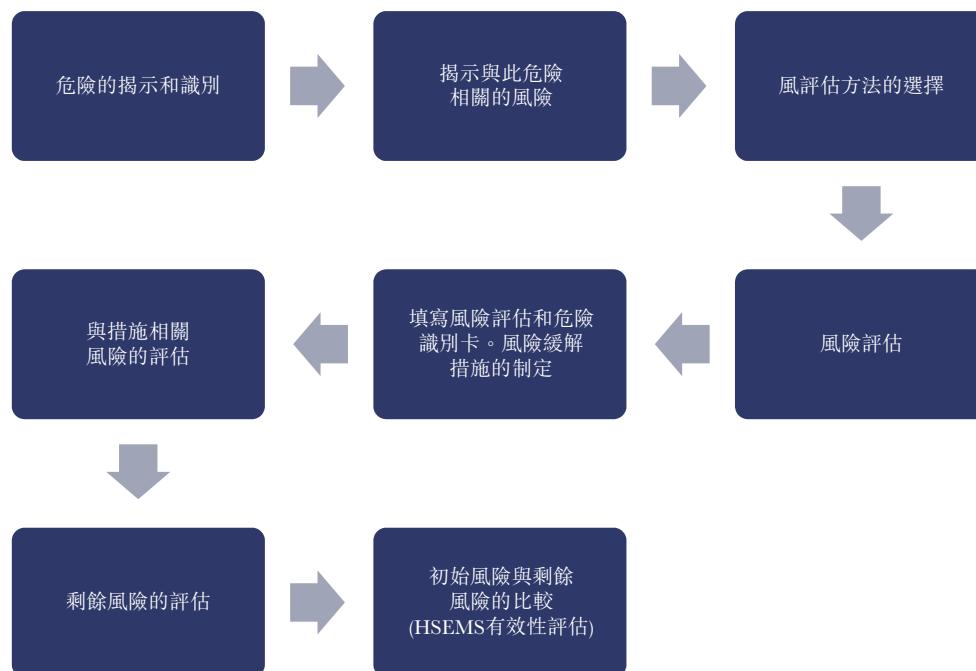 危險的揭示和識別
揭示與此危險
相關的風險
風評估方法的選擇
風險評估
填寫風險評估和危險
識別卡。風險緩解
措施的制定
與措施相關
風險的評估
剩餘風險的評估
初始風險與剩餘
風險的比較
(HSEMS有效性評估)